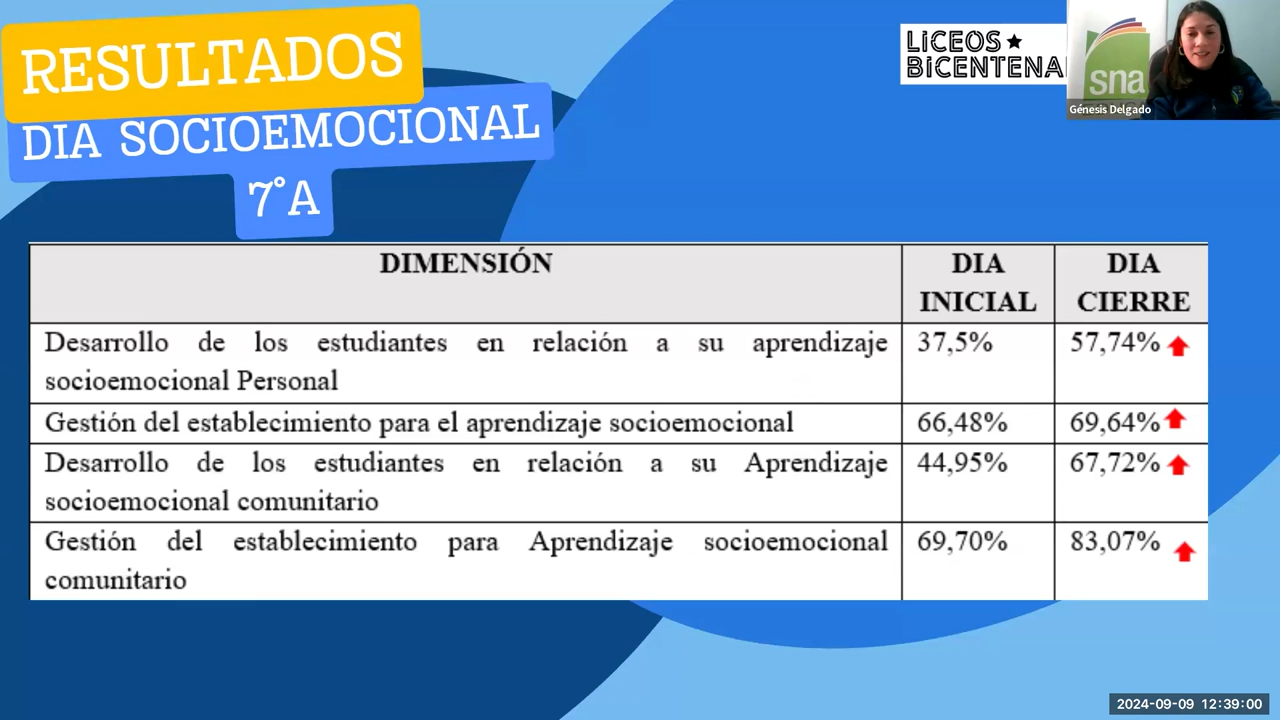 RESULTADOS
DIA SOCIOEMOCIONAL
7°A
LiCEOS
BiCENTENA
sna
Génesis Delgado
DIMENSIÓN
DIA INICIAL
DIA CIERRE
Desarrollo de los estudiantes en relación a su aprendizaje
socioemocional Personal
37,5%
57,74%
Gestión del establecimiento para el aprendizaje socioemocional
66,48%
69,64%
Desarrollo de los estudiantes en relación a su Aprendizaje
socioemocional comunitario
44,95%
67,72%
Gestión del establecimiento para Aprendizaje socioemocional
comunitario
69,70%
83,07%
2024-09-09 12:39:00